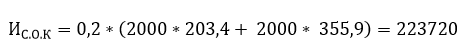 И_С.О.К = 0,2 * (2000 * 203,4 + 2000 * 355,9) = 223720